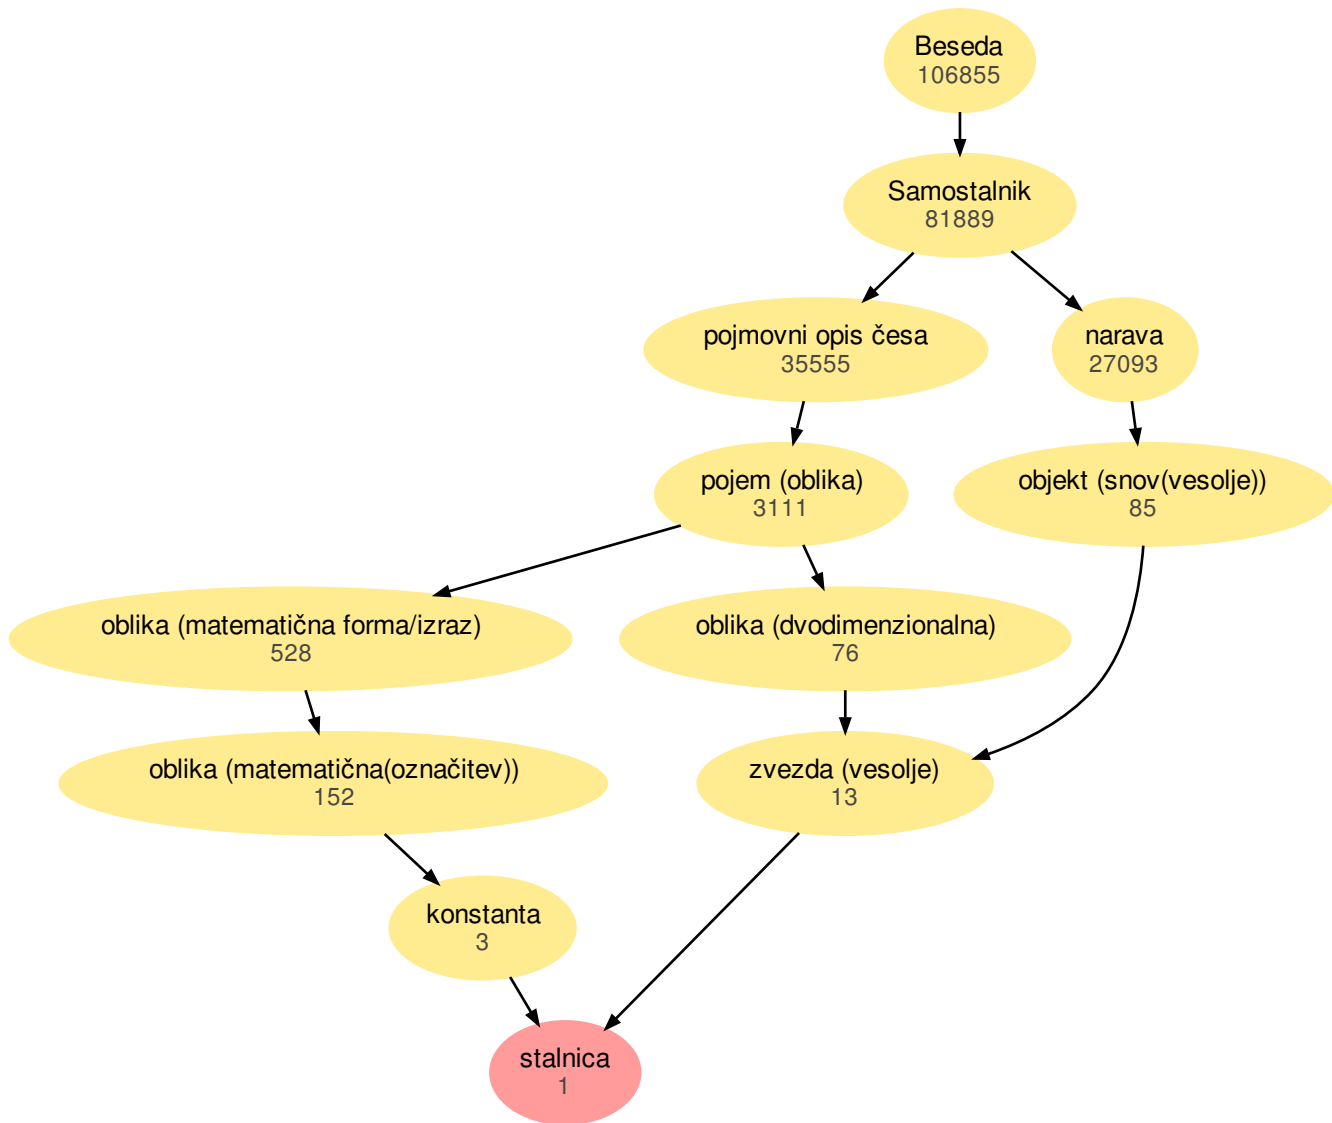 Beseda
106855
Samostalnik
81889
pojmovni opis česa
35555
narava
27093
pojem (oblika)
3111
objekt (snov(vesolje))
85
oblika (matematična forma/izraz)
528
oblika (dvodimenzionalna)
76
oblika (matematična(označitev))
152
zvezda (vesolje)
13
konstanta
3
stalnica
1